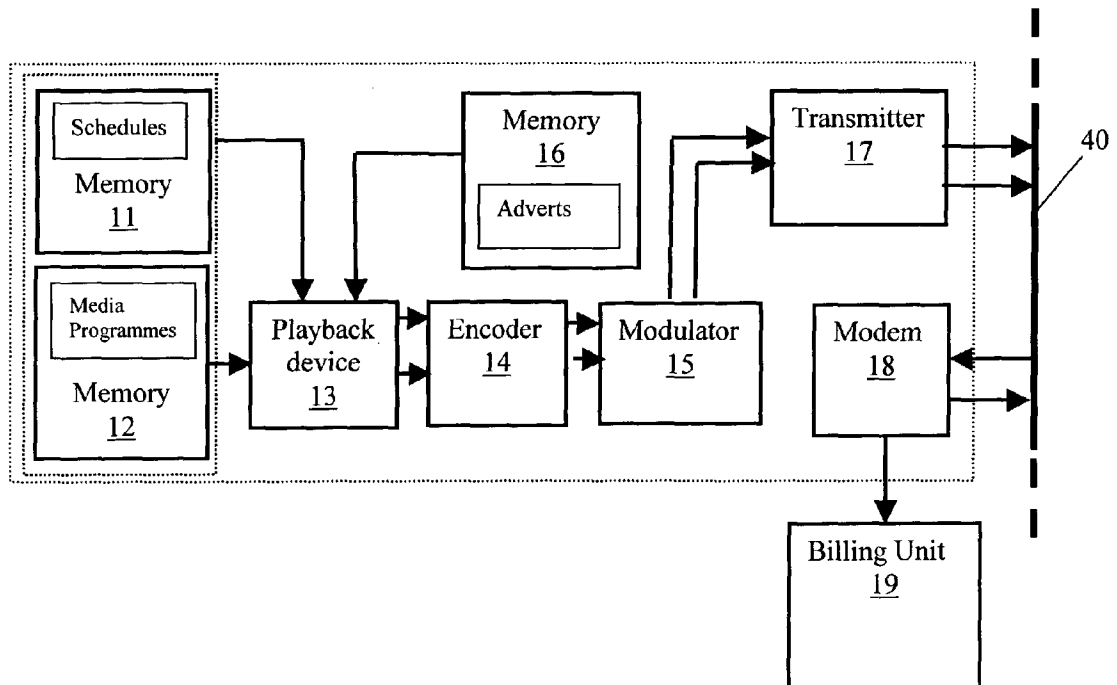 Schedules
Memory
11
Media
Programmes
Memory
12
Memory
16
Adverts
Transmitter
17
40
Playback
device
13
Encoder
14
Modulator
15
Modem
18
Billing Unit
19